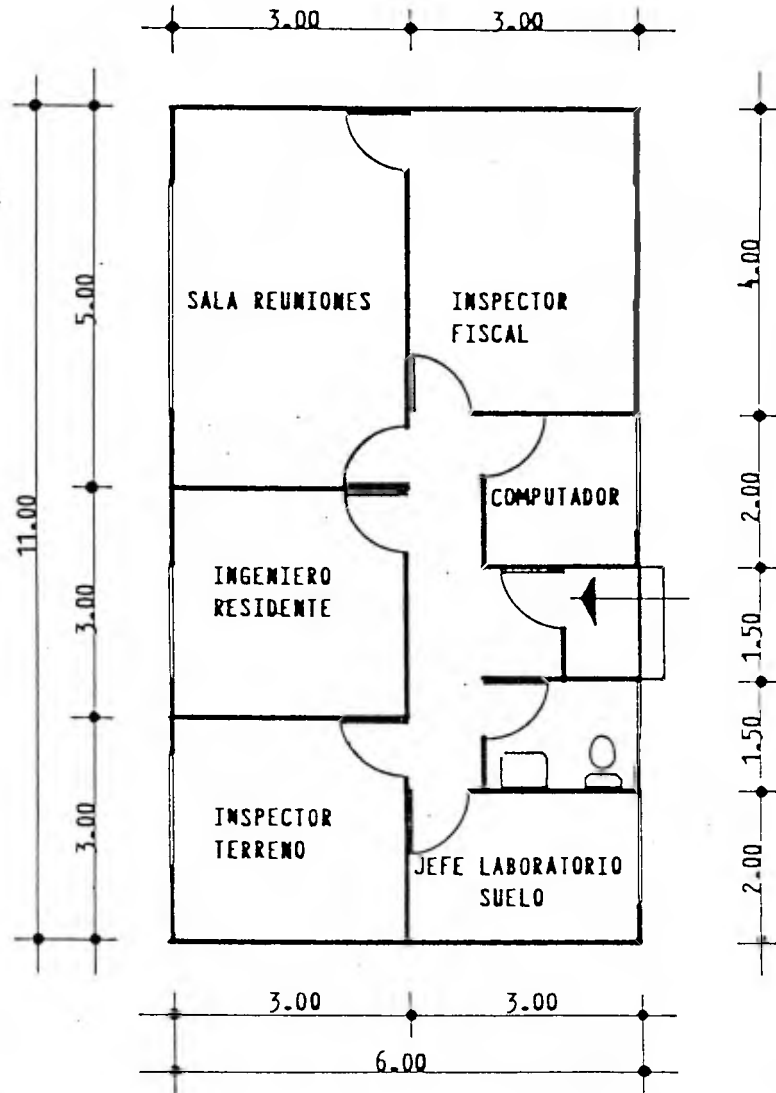 3.00 3.00
SALA REUNIONES
INSPECTOR
FISCAL
COMPUTADOR
INGENIERO
RESIDENTE
INSPECTOR
TERRENO
JEFE LABORATORIO
SUELO
11.00
5.00
3.00
3.00
4.00
2.00
1.50
1.50
2.00
3.00 3.00
6.00